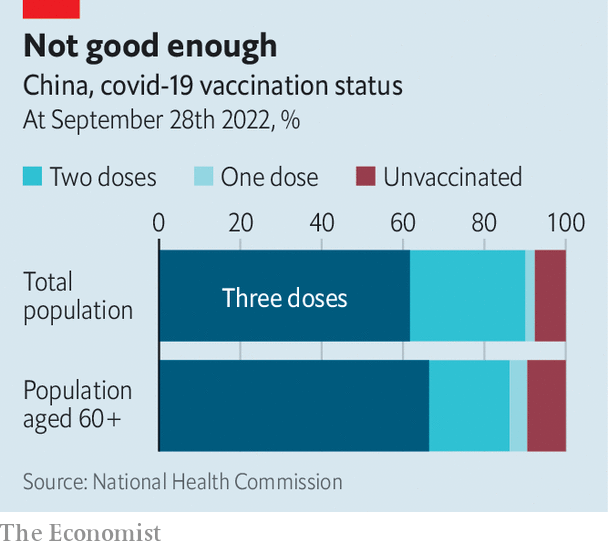 Not good enough
China, covid-19 vaccination status
At September 28th 2022, %
Two doses One dose Unvaccinated
0 20 40 60 80 100
Total
population
Three doses
Population
aged 60+
Source: National Health Commission
The Economist